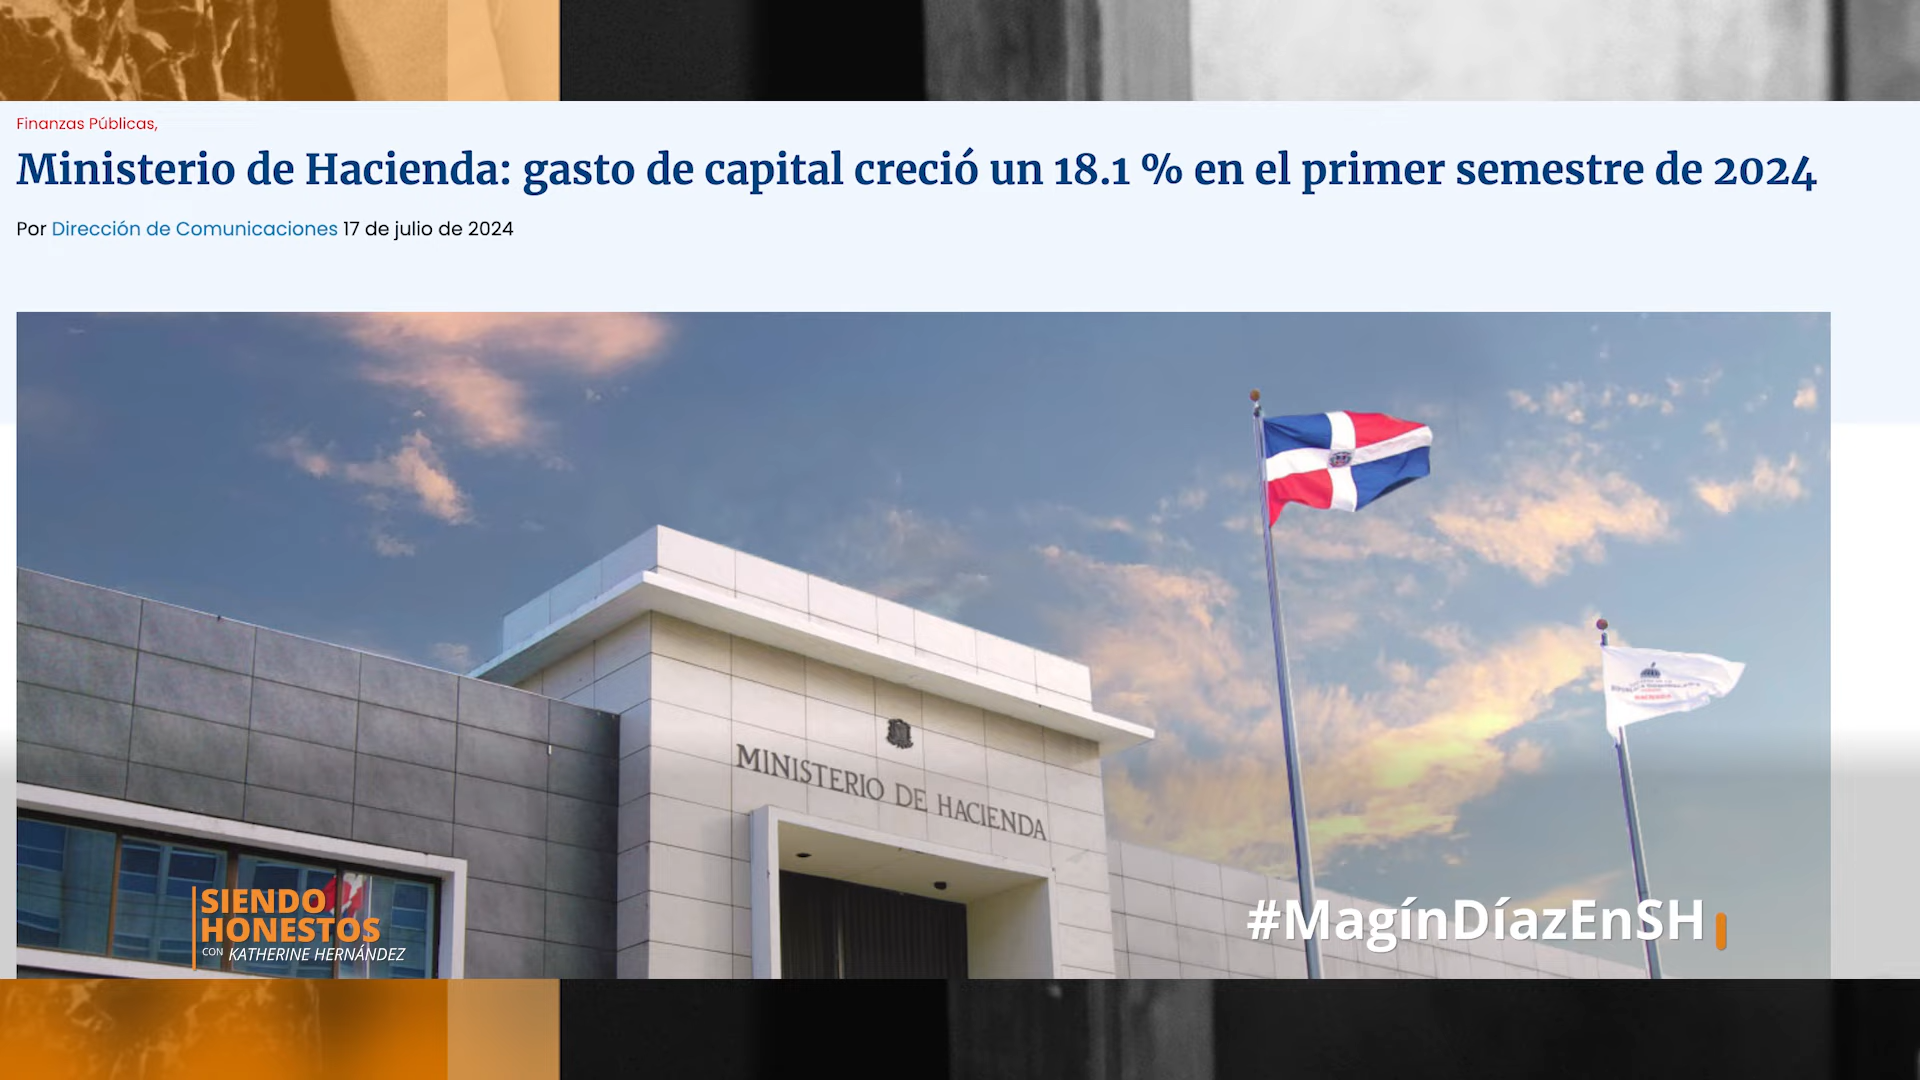 Finanzas Públicas,
Ministerio de Hacienda: gasto de capital creció un 18.1 % en el primer semestre de 2024
Por Dirección de Comunicaciones 17 de julio de 2024
MINISTERIO DE HACIENDA
SIENDO
HONESTOS
CON KATHERINE HERNÁNDEZ
#MagínDíazEnSH